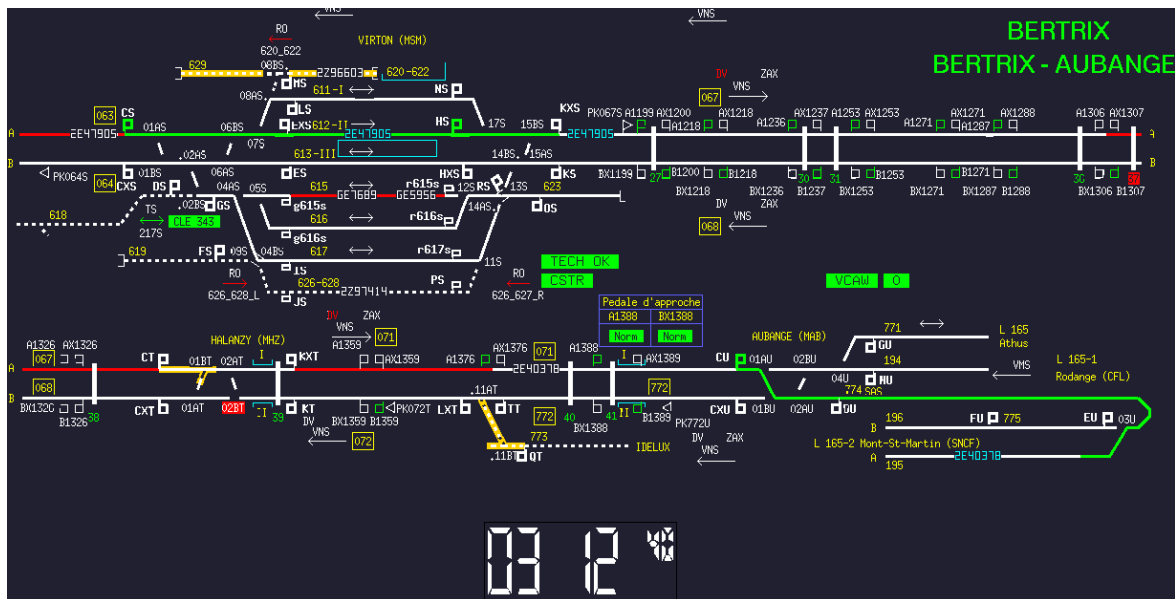 VNS VNS
BERTRIX
BERTRIX - AUBANGE
RO
620_622
VIRTON (MSM)
08BS.
629 2Z96603 620-622
MS
611-I NS
08AS.
LS
DV ZAX
067 VNS
063 CS
EXS 612-II HS 17S KXS
PK067S A1199 AX1200 AX1218 AX1237 A1253 AX1253 AX1271 AX1288 A1306 AX1307
A1218 A1236 A1271 A1287
01AS 06BS 15BS
A 2E47905 2E47905 2E47905
07S
613-III
.02AS 14BS. 15AS
B
PK064S 01BS 06AS ES HXS KS
BX1199 27 B1200 B1218 30 B1237 31 B1253 B1271 B1288 36 B1307
064 CXS DS 04AS 05S 615 r615s 12S RS 13S 623
BX1218 BX1236 BX1253 BX1271 BX1287 BX1306
GE7689 GE5956
.02BS GS g615s 14AS. OS
618 TS CLE 343 616 r616s
217S
g616s
DV ZAX
068
VNS
619 FS 09S 04BS 617 r617s
IS 11S
RO 626-628 PS RO
626_628_L 2Z97414 626_627_R
JS
TECH OK
CSTR
VCAW O
Pedale d'approche
A1388 BX1388
Norm Norm
DV ZAX
VNS
071
A1326 AX1326
HALANZY (MHZ)
A1359
AUBANGE (MAB)
771 L 165
Athus
067 CT 01BT 02AT I KXT AX1359 A1376 AX1376 071 A1388 I AX1389 CU 01AU 02BU GU
194 L 165-1
A 2E40378 VMS
Rodange (CFL)
068 772 04U NU
774 SAS
B
BX1326 38 CXT 01AT 02BT II 39 KT BX1359 PK072T LXT .11AT TT 772 40 41 II CXU 01BU 02AU DU
B1326 B1359 BX1388 B1389
DV
VNS
072
PK772U
DV ZAX
VNS
196 FU 775 EU 03U
B
773 IDELUX
.11BT QT
L 165-2 Mont-St-Martin (SNCF)
A 2E40378
195
03 12